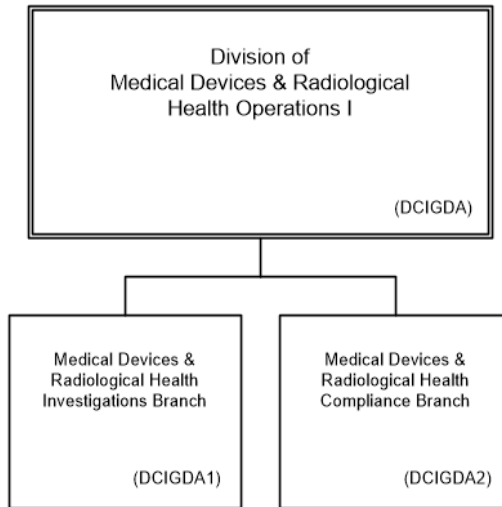 Division of
Medical Devices & Radiological
Health Operations I
(DCIGDA)
Medical Devices &
Radiological Health
Investigations Branch
(DCIGDA1)
Medical Devices &
Radiological Health
Compliance Branch
(DCIGDA2)